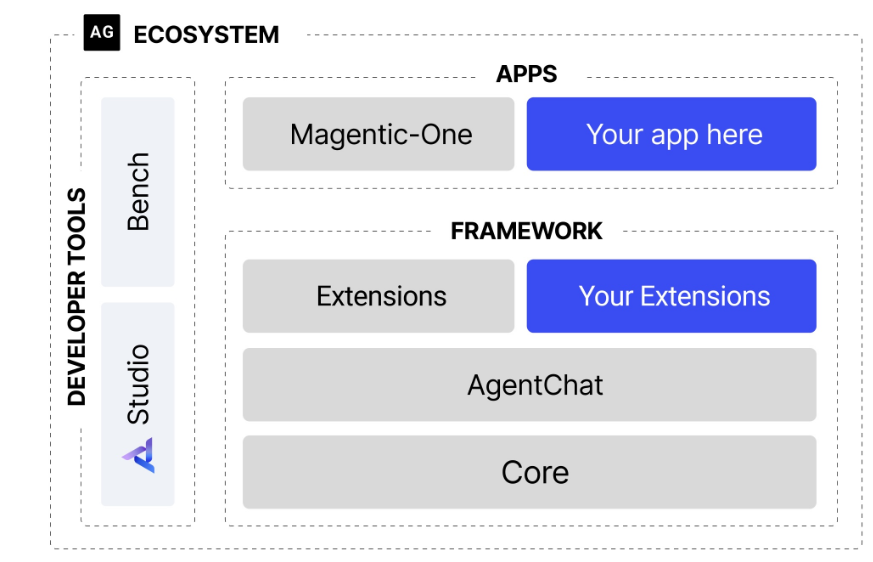 AG ECOSYSTEM
DEVELOPER TOOLS
Bench
Studio
APPS
Magentic-One
Your app here
FRAMEWORK
Extensions
Your Extensions
AgentChat
Core